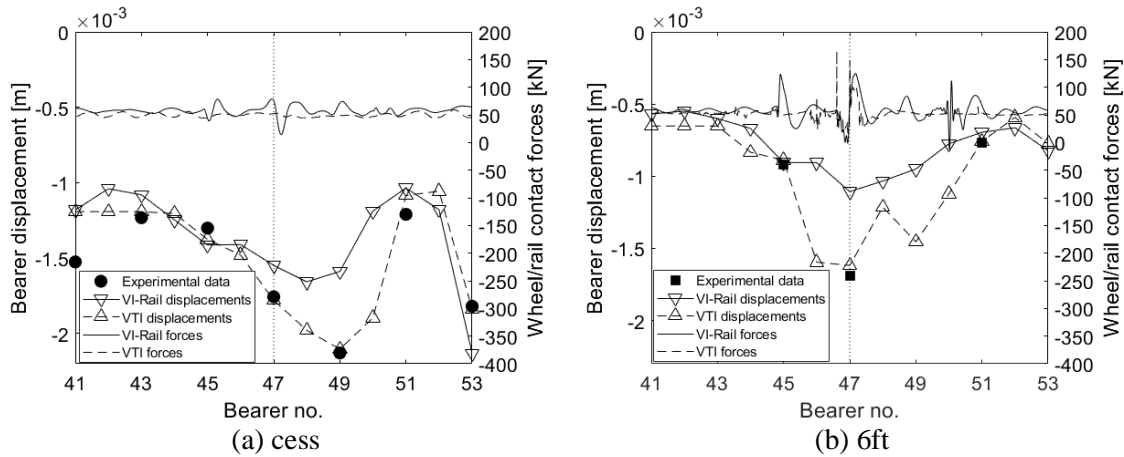 ×10⁻³
0
-0.5
-1
-1.5
-2
Bearer displacement [m]
200
150
100
50
0
-50
-100
-150
-200
-250
-300
-350
-400
Wheel/rail contact forces [kN]
Experimental data
VI-Rail displacements
VTI displacements
VI-Rail forces
VTI forces
41 43 45 47 49 51 53
Bearer no.
(a) cess
×10⁻³
0
-0.5
-1
-1.5
-2
Bearer displacement [m]
200
150
100
50
0
-50
-100
-150
-200
-250
-300
-350
-400
Wheel/rail contact forces [kN]
Experimental data
VI-Rail displacements
VTI displacements
VI-Rail forces
VTI forces
41 43 45 47 49 51 53
Bearer no.
(b) 6ft